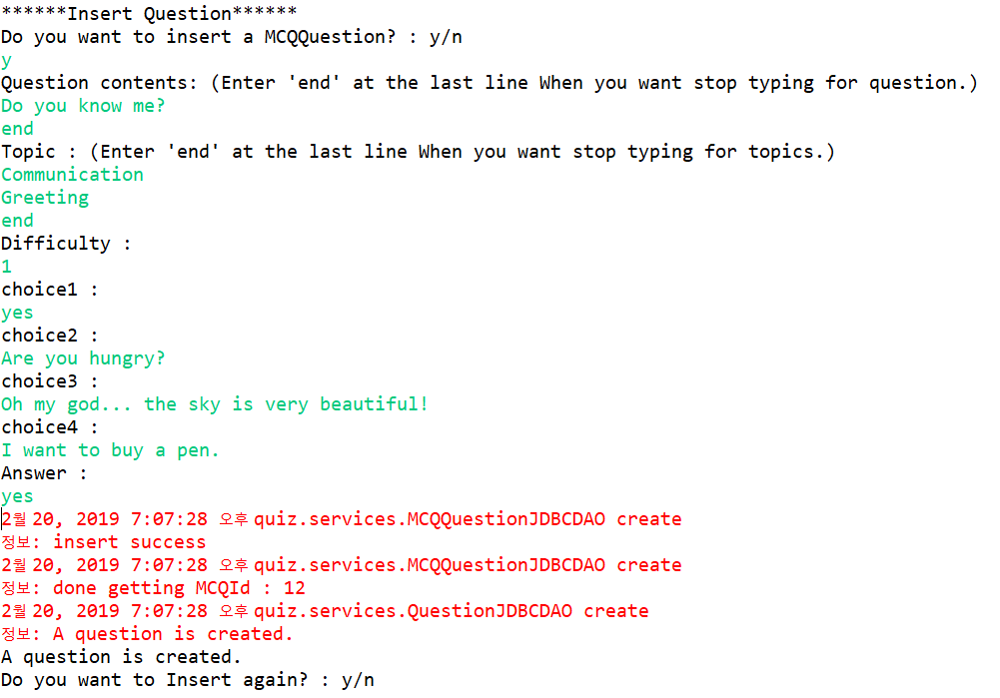 ******Insert Question******
Do you want to insert a MCQQuestion? : y/n
y
Question contents: (Enter 'end' at the last line When you want stop typing for question.)
Do you know me?
end
Topic : (Enter 'end' at the last line When you want stop typing for topics.)
Communication
Greeting
end
Difficulty :
1
choice1 :
yes
choice2 :
Are you hungry?
choice3 :
Oh my god... the sky is very beautiful!
choice4 :
I want to buy a pen.
Answer :
yes
2월 20, 2019 7:07:28 오후 quiz.services.MCQQuestionJDBCDAO create
정보: insert success
2월 20, 2019 7:07:28 오후 quiz.services.MCQQuestionJDBCDAO create
정보: done getting MCQId : 12
2월 20, 2019 7:07:28 오후 quiz.services.QuestionJDBCDAO create
정보: A question is created.
A question is created.
Do you want to Insert again? : y/n